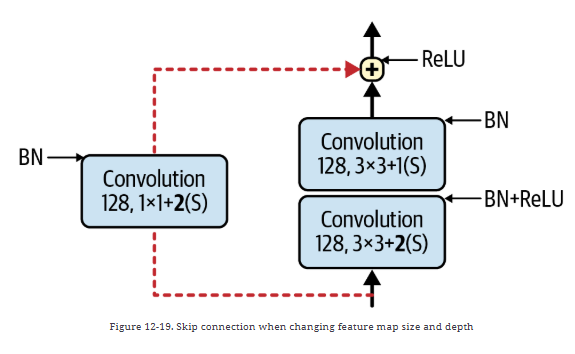 ReLU
Convolution
128, 3×3+1(S)
BN
BN
Convolution
128, 1×1+2(S)
Convolution
128, 3×3+2(S)
BN+ReLU
Figure 12-19. Skip connection when changing feature map size and depth